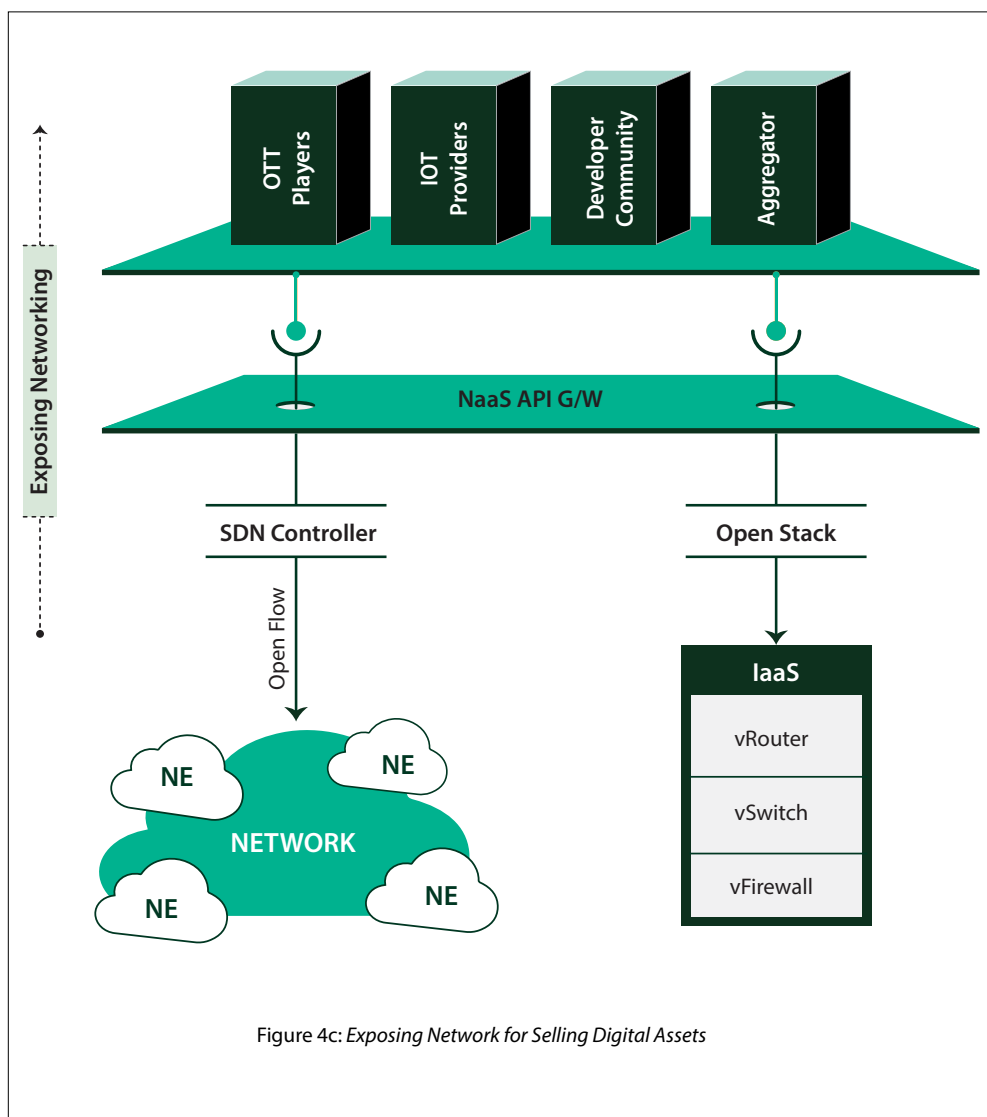 OTT
Players
IOT
Providers
Developer
Community
Aggregator
Exposing Networking
NaaS API G/W
SDN Controller
Open Stack
Open Flow
IaaS
vRouter
vSwitch
vFirewall
NE
NE
NETWORK
NE
NE
Figure 4c: Exposing Network for Selling Digital Assets